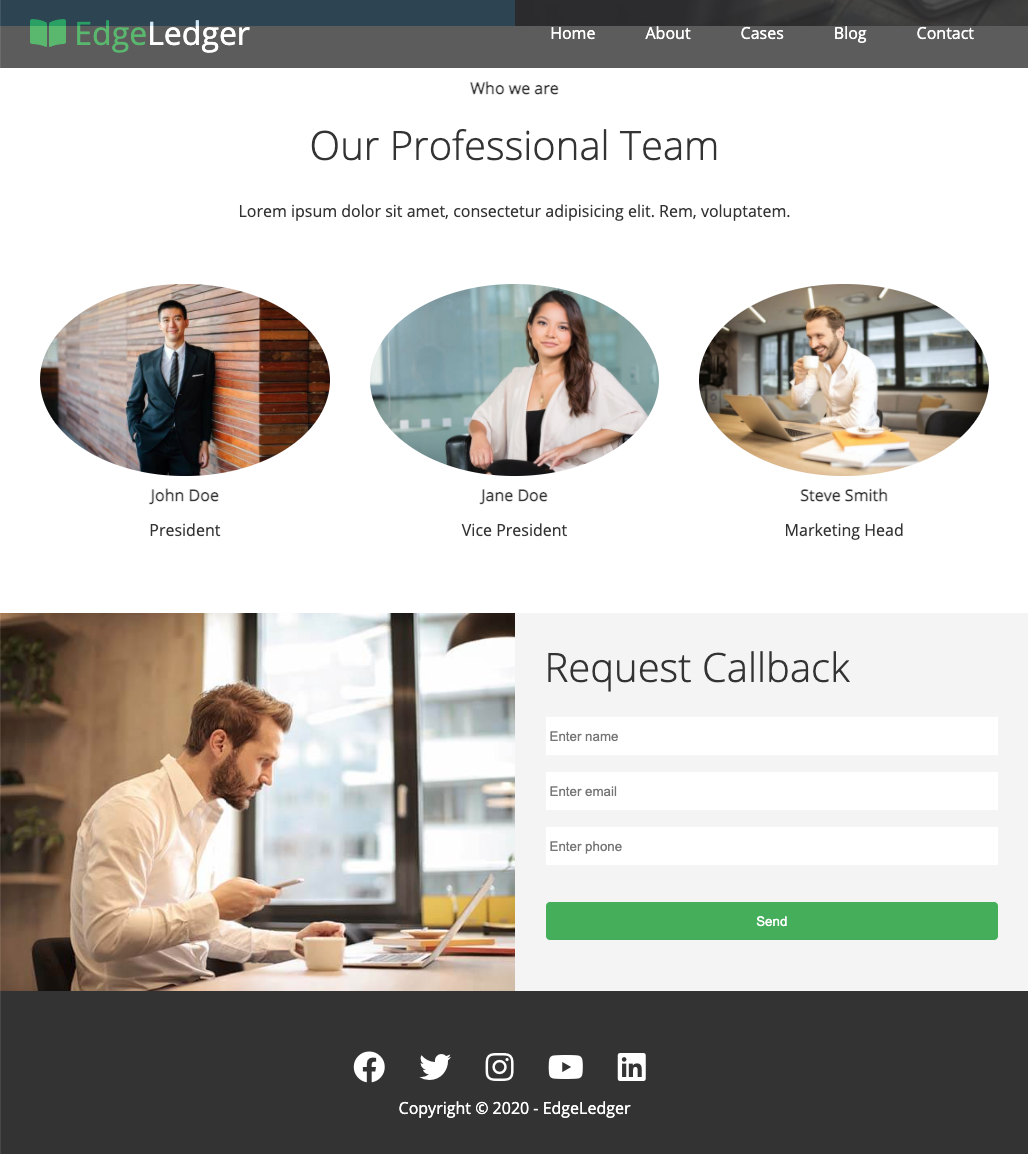 EdgeLedger
Home About Cases Blog Contact
Who we are
Our Professional Team
Lorem ipsum dolor sit amet, consectetur adipisicing elit. Rem, voluptatem.
John Doe
President
Jane Doe
Vice President
Steve Smith
Marketing Head
Request Callback
Enter name
Enter email
Enter phone
Send
Copyright © 2020 - EdgeLedger